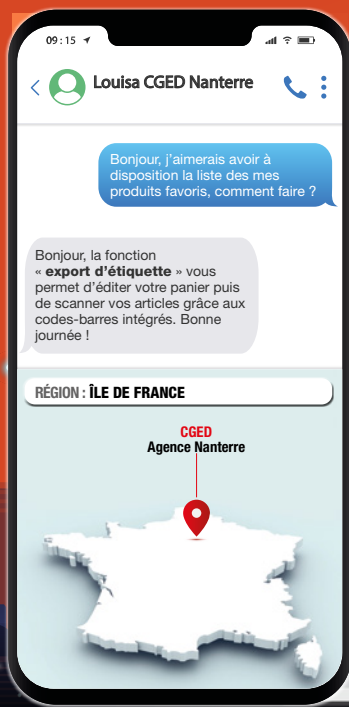 09:15
Louisa CGED Nanterre
Bonjour, j'aimerais avoir à
disposition la liste des mes
produits favoris, comment faire ?
Bonjour, la fonction
« export d'étiquette » vous
permet d'éditer votre panier puis
de scanner vos articles grâce aux
codes-barres intégrés. Bonne
journée !
RÉGION : ÎLE DE FRANCE
CGED
Agence Nanterre